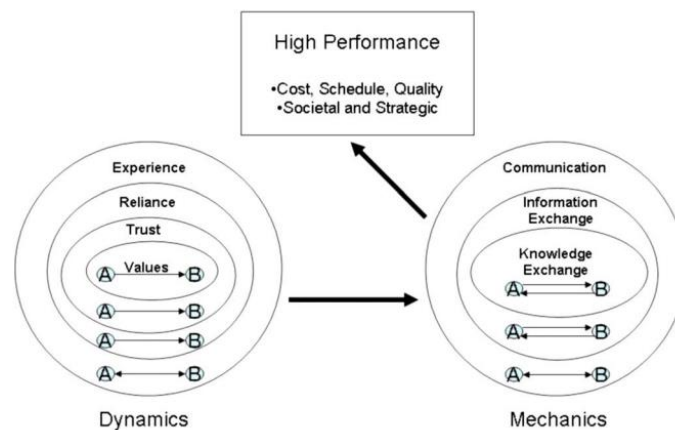 High Performance
•Cost, Schedule, Quality
•Societal and Strategic
Experience
Reliance
Trust
Values
A B
A B
A B
A B
Dynamics
Communication
Information
Exchange
Knowledge
Exchange
A B
A B
A B
Mechanics